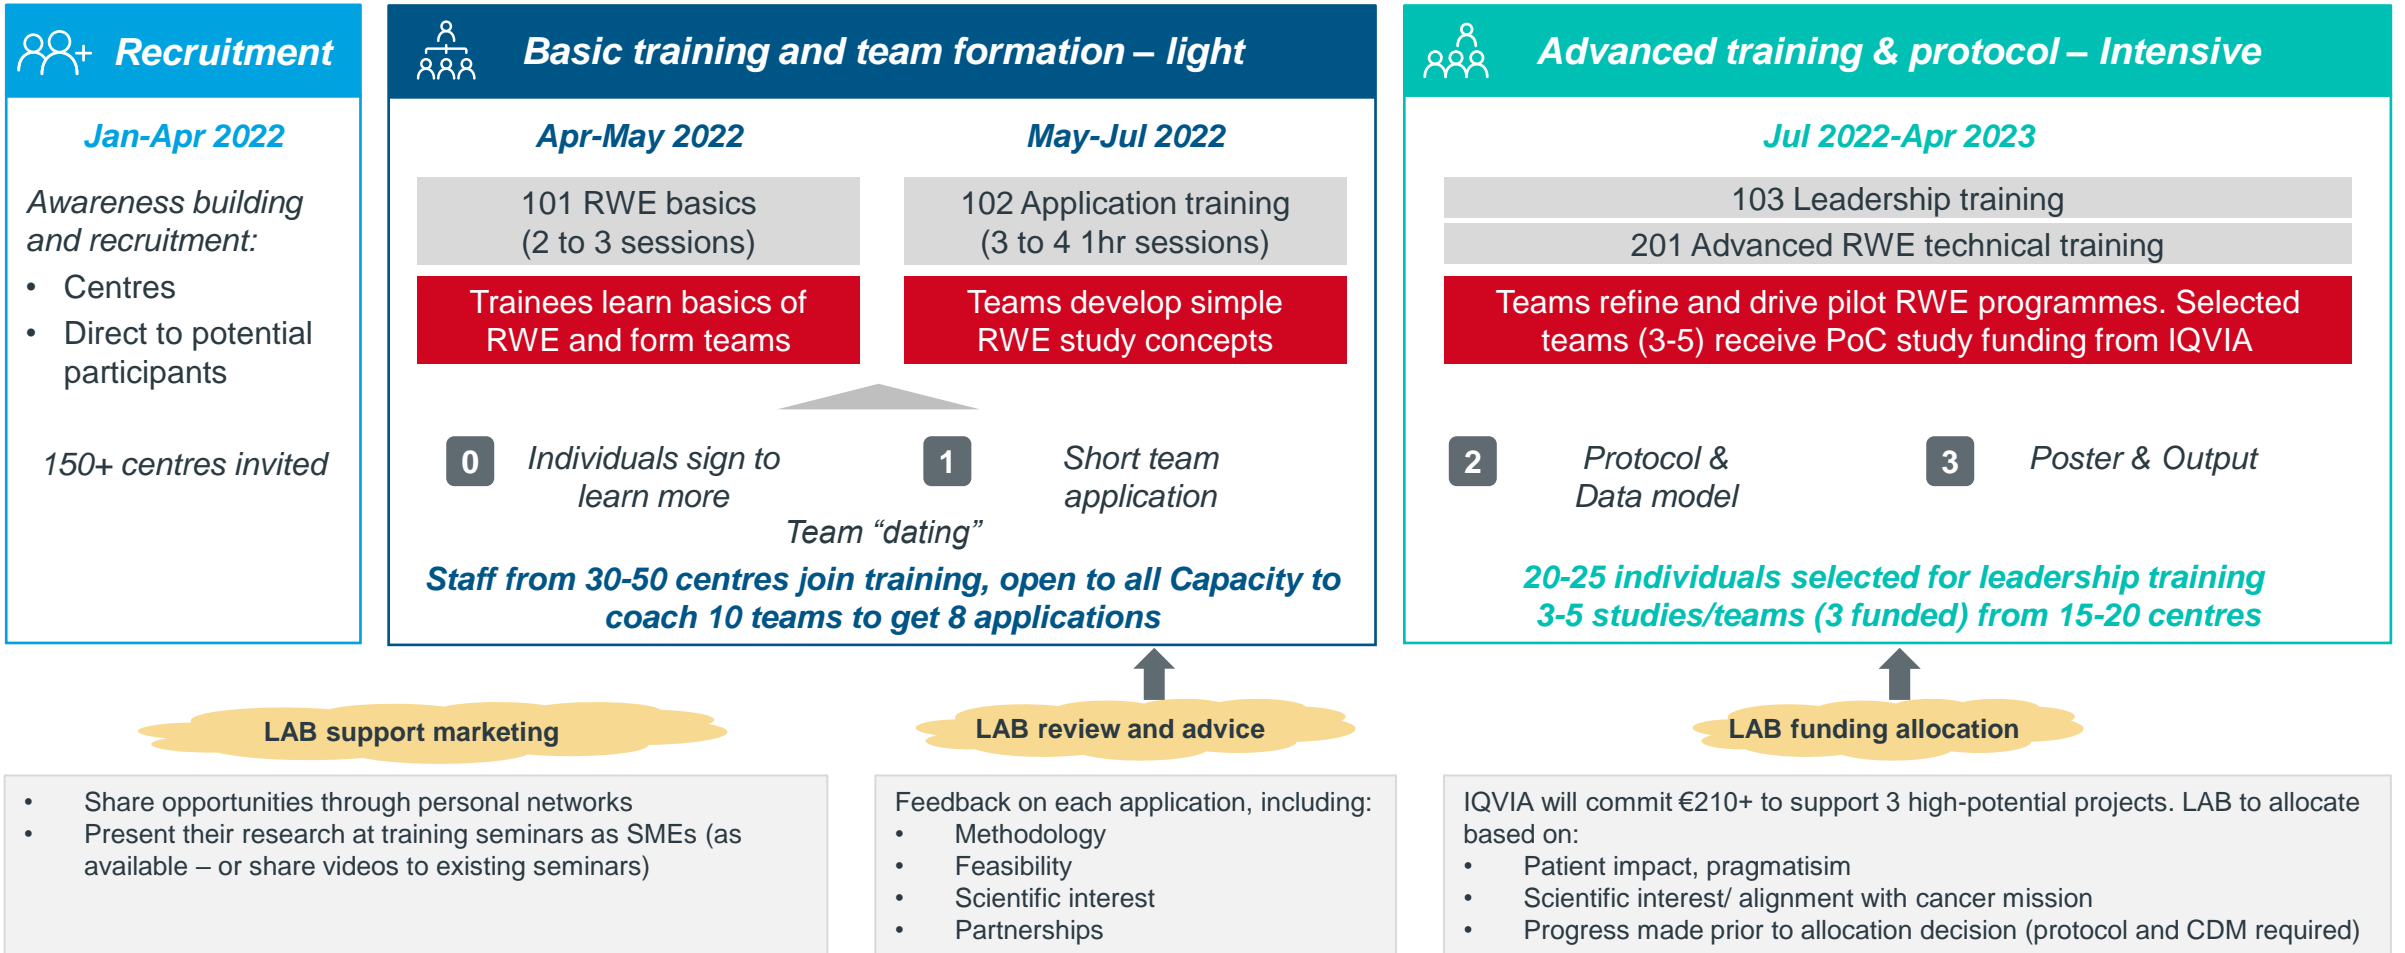 Recruitment
Jan-Apr 2022
Awareness building
and recruitment:
• Centres
• Direct to potential
participants
150+ centres invited
Basic training and team formation – light
Apr-May 2022
101 RWE basics
(2 to 3 sessions)
Trainees learn basics of
RWE and form teams
May-Jul 2022
102 Application training
(3 to 4 1hr sessions)
Teams develop simple
RWE study concepts
0
Individuals sign to
learn more
1
Short team
application
Team “dating”
Staff from 30-50 centres join training, open to all Capacity to
coach 10 teams to get 8 applications
Advanced training & protocol – Intensive
Jul 2022-Apr 2023
103 Leadership training
201 Advanced RWE technical training
Teams refine and drive pilot RWE programmes. Selected
teams (3-5) receive PoC study funding from IQVIA
2
Protocol &
Data model
3
Poster & Output
20-25 individuals selected for leadership training
3-5 studies/teams (3 funded) from 15-20 centres
LAB support marketing
• Share opportunities through personal networks
• Present their research at training seminars as SMEs (as
available – or share videos to existing seminars)
LAB review and advice
Feedback on each application, including:
• Methodology
• Feasibility
• Scientific interest
• Partnerships
LAB funding allocation
IQVIA will commit €210+ to support 3 high-potential projects. LAB to allocate
based on:
• Patient impact, pragmatisim
• Scientific interest/ alignment with cancer mission
• Progress made prior to allocation decision (protocol and CDM required)